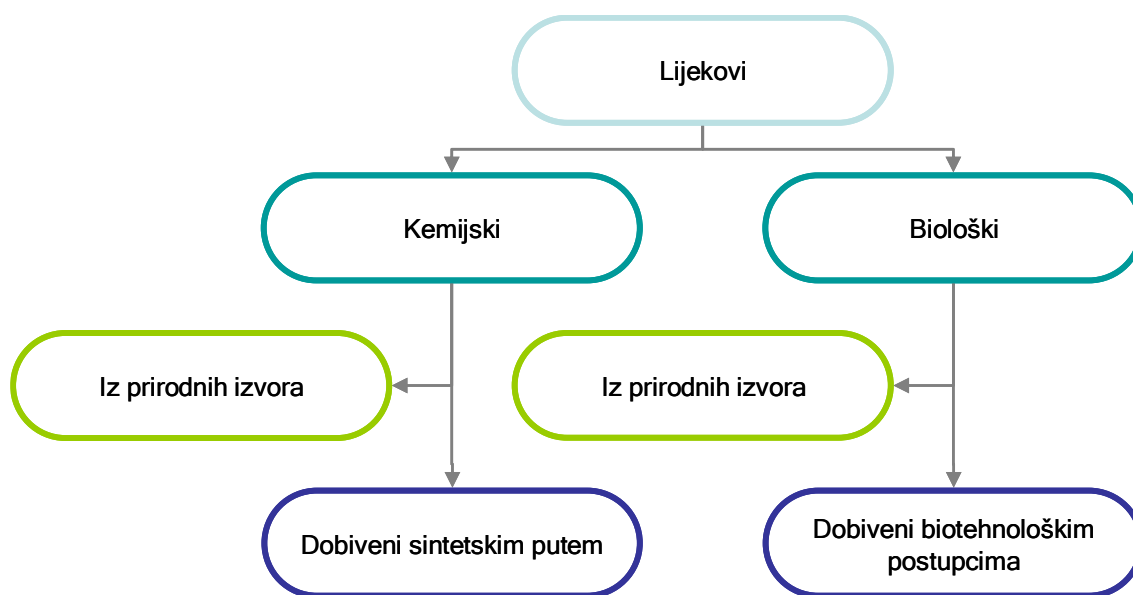 Lijekovi
Kemijski
Biološki
Iz prirodnih izvora
Iz prirodnih izvora
Dobiveni sintetskim putem
Dobiveni biotehnološkim
postupcima